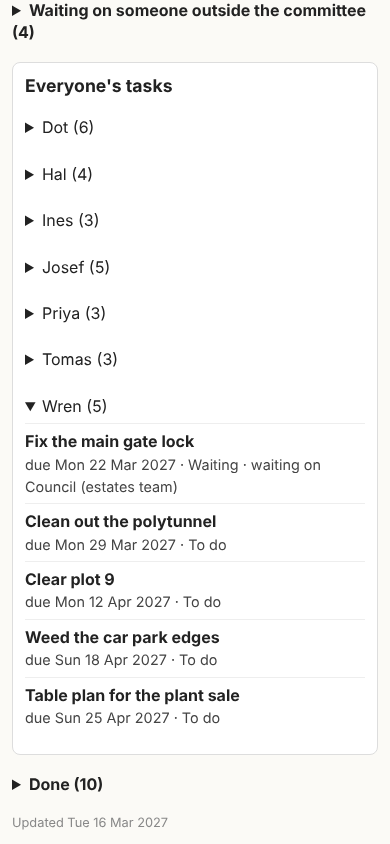 Waiting on someone outside the committee
(4)
Everyone's tasks
Dot (6)
Hal (4)
Ines (3)
Josef (5)
Priya (3)
Tomas (3)
Wren (5)
Fix the main gate lock
due Mon 22 Mar 2027 · Waiting · waiting on
Council (estates team)
Clean out the polytunnel
due Mon 29 Mar 2027 · To do
Clear plot 9
due Mon 12 Apr 2027 · To do
Weed the car park edges
due Sun 18 Apr 2027 · To do
Table plan for the plant sale
due Sun 25 Apr 2027 · To do
Done (10)
Updated Tue 16 Mar 2027